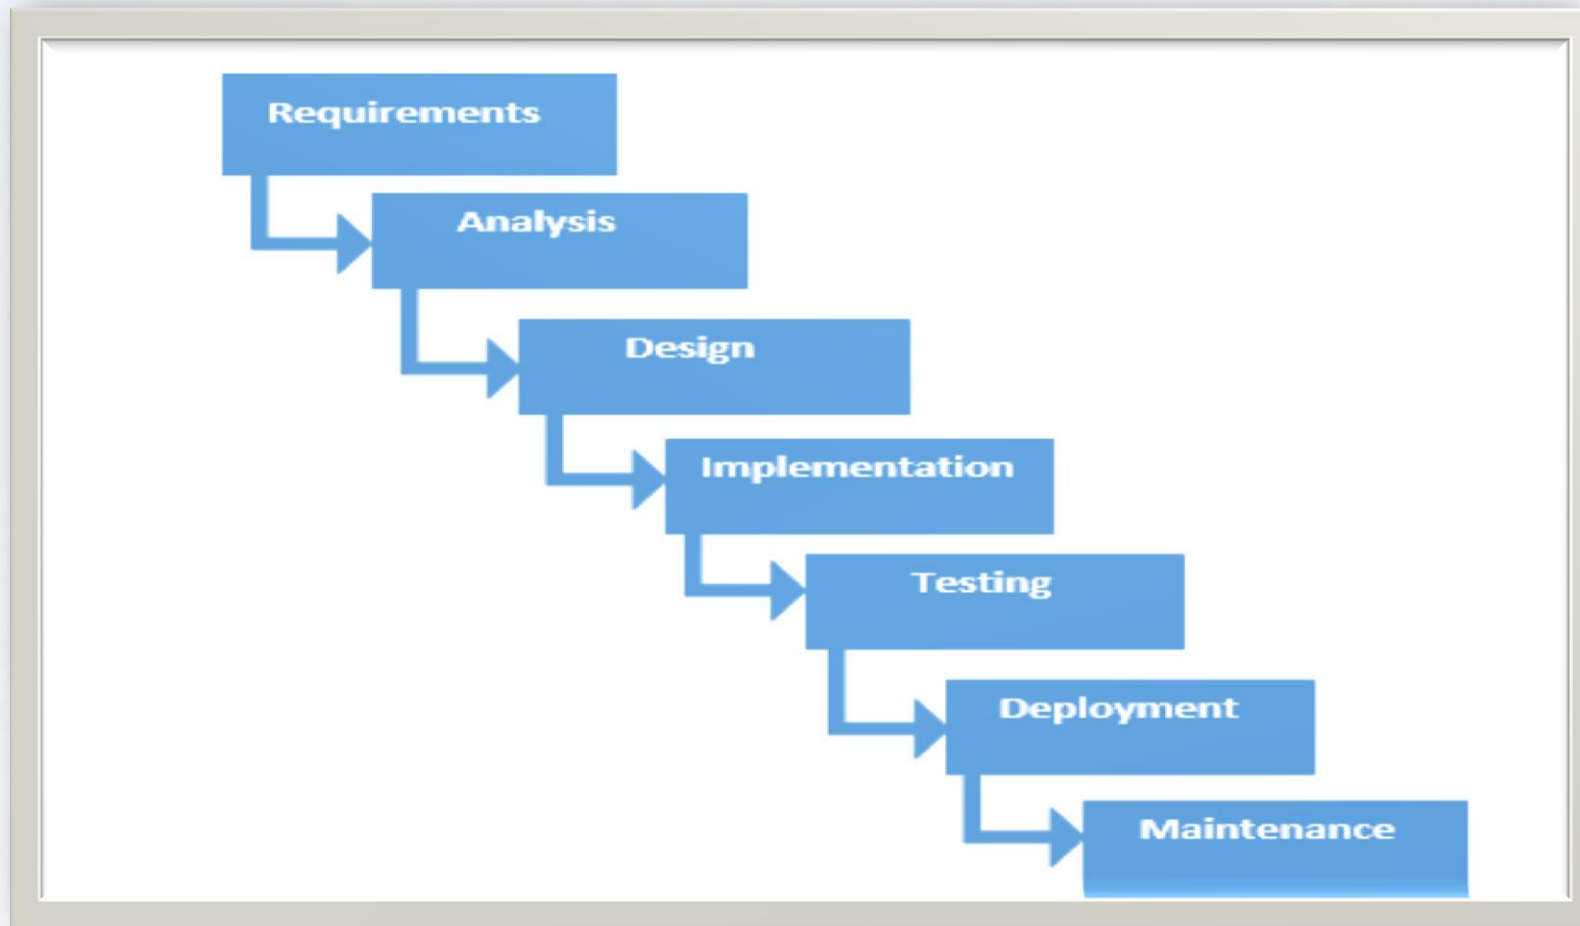 Requirements
Analysis
Design
Implementation
Testing
Deployment
Maintenance